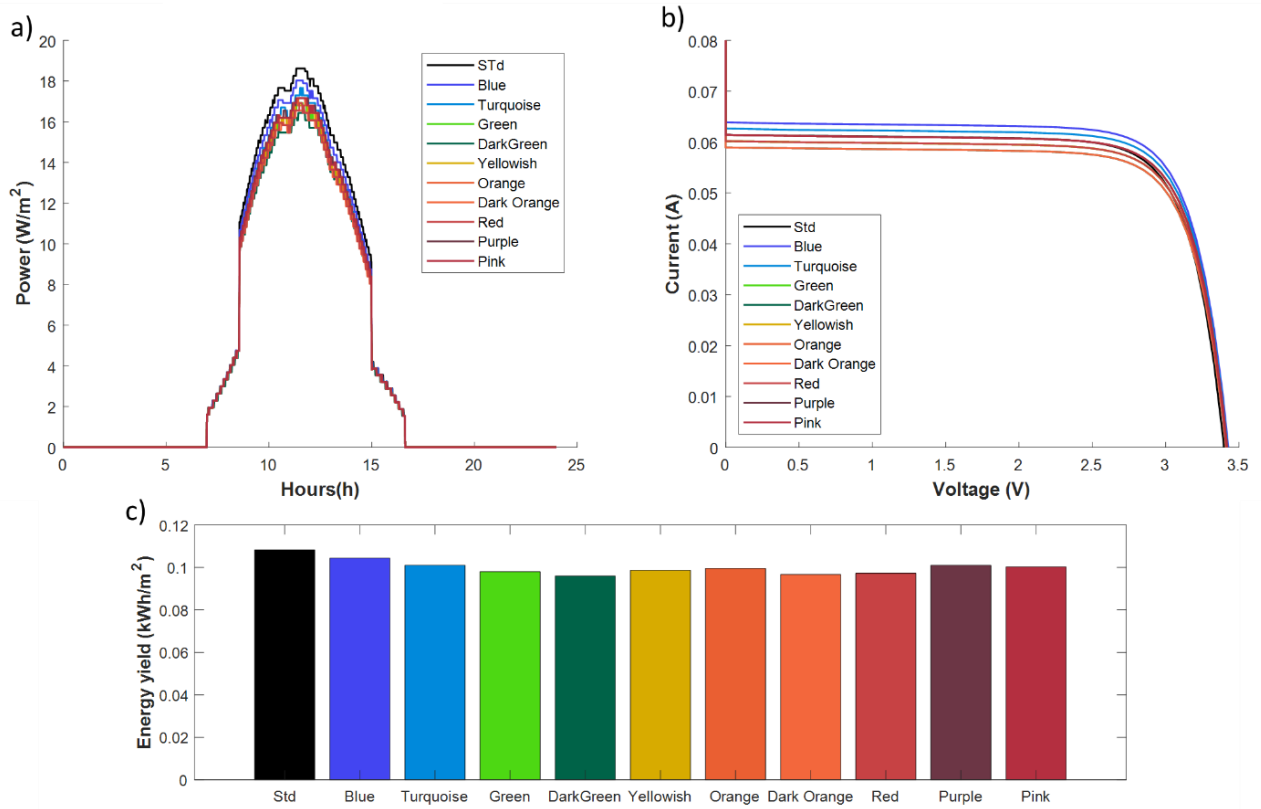 a)
20
18
16
14
12
10
8
6
4
2
0
Power (W/m²)
0
5
10
15
20
25
Hours(h)
STd
Blue
Turquoise
Green
DarkGreen
Yellowish
Orange
Dark Orange
Red
Purple
Pink
b)
0.08
0.07
0.06
0.05
0.04
0.03
0.02
0.01
0
Current (A)
0
0.5
1
1.5
2
2.5
3
3.5
Voltage (V)
Std
Blue
Turquoise
Green
DarkGreen
Yellowish
Orange
Dark Orange
Red
Purple
Pink
c)
0.12
0.1
0.08
0.06
0.04
0.02
0
Energy yield (kWh/m²)
Std
Blue
Turquoise
Green
DarkGreen
Yellowish
Orange
Dark Orange
Red
Purple
Pink